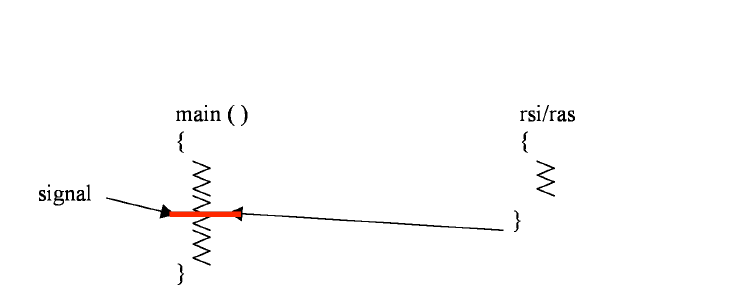 main ( )
rsi/ras
{
{
signal
}
}